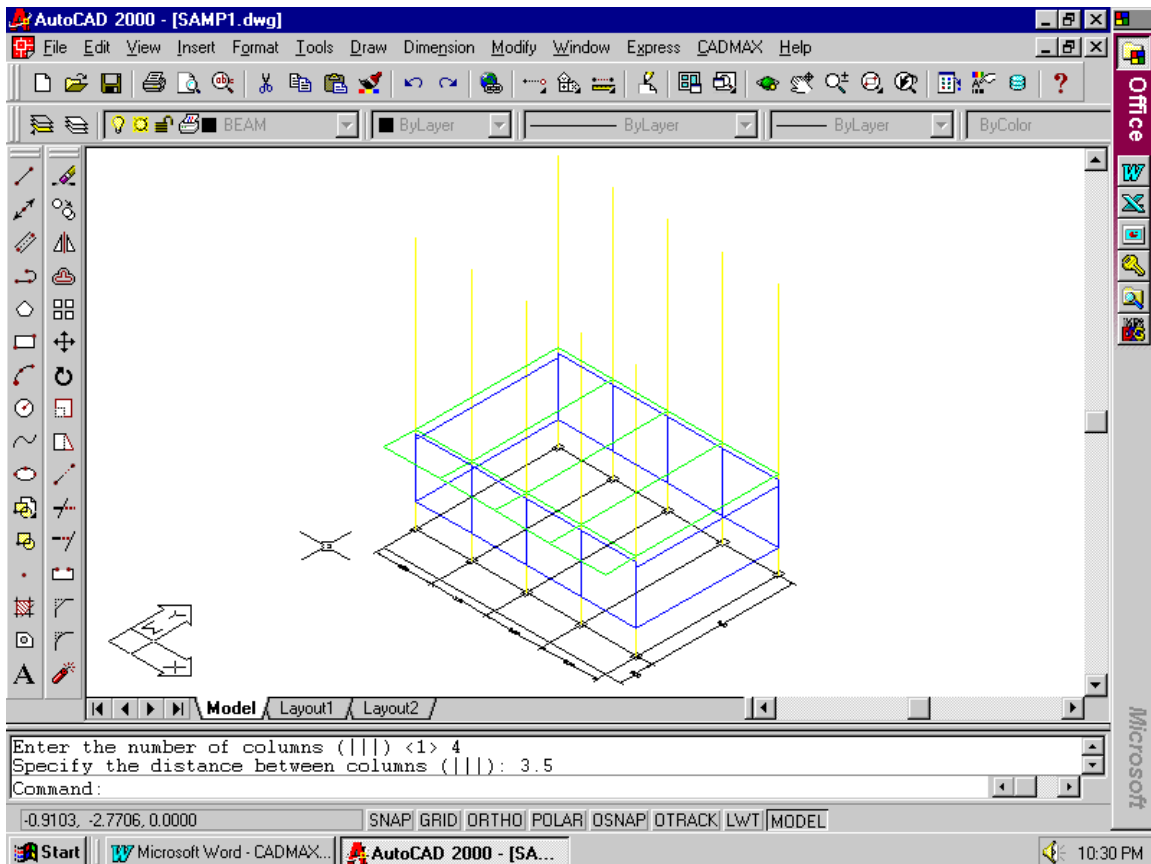 AutoCAD 2000 - [SAMP1.dwg]
File Edit View Insert Format Tools Draw Dimension Modify Window Express CADMAX Help
BEAM ByLayer ByLayer ByLayer ByColor
Office
A
Y
W
X
Model Layout1 Layout2
Enter the number of columns (|||) <1> 4
Specify the distance between columns (|||): 3.5
Command:
Microsoft
-0.9103, -2.7706, 0.0000 SNAP GRID ORTHO POLAR OSNAP OTRACK LWT MODEL
Start Microsoft Word - CADMAX... AutoCAD 2000 - [SA... 10:30 PM